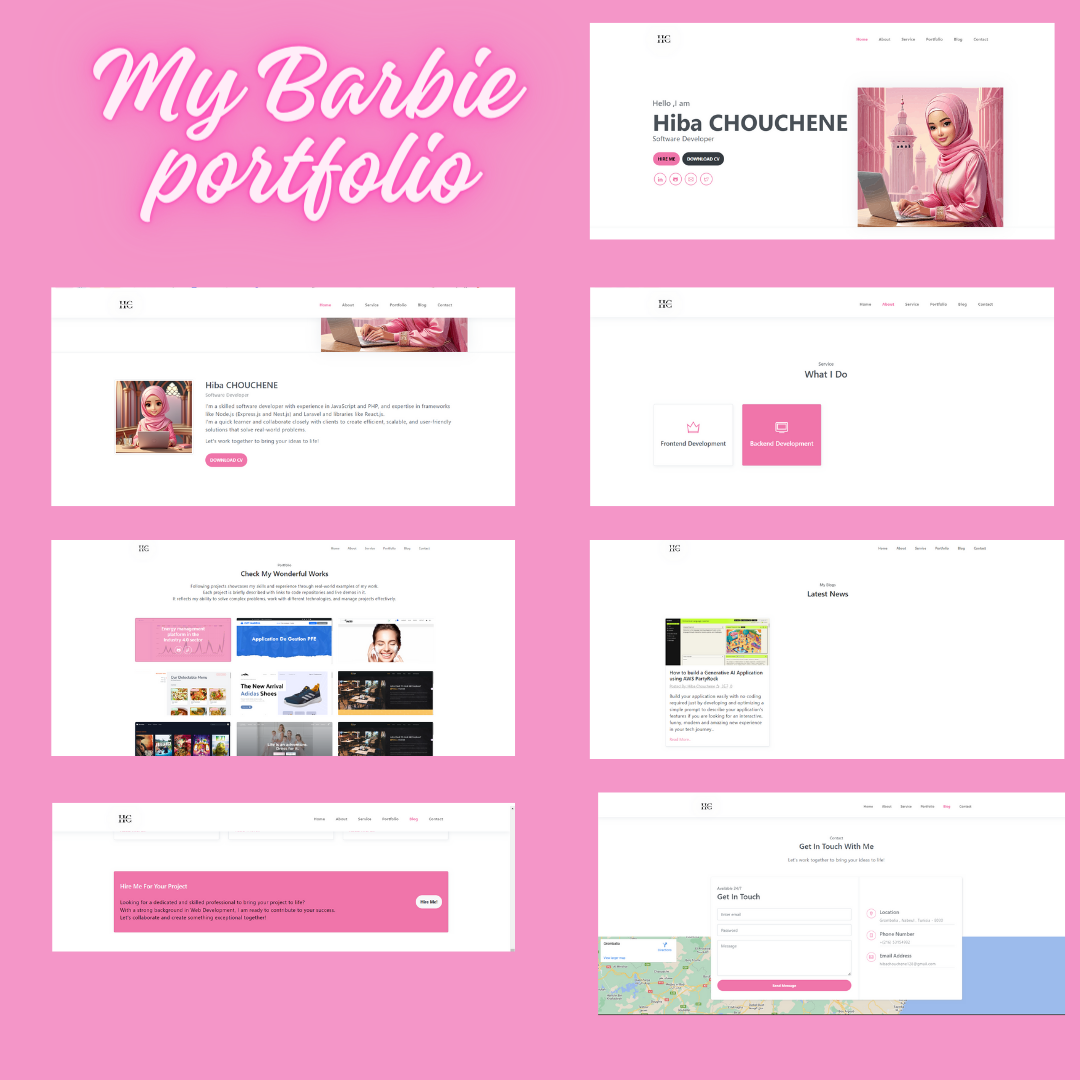 My Barbie
portfolio
HC
Home About Service Portfolio Blog Contact
Hello ,I am
Hiba CHOUCHENE
Software Developer
HIRE ME DOWNLOAD CV
HC
Home About Service Portfolio Blog Contact
Hiba CHOUCHENE
Software Developer
I'm a skilled software developer with experience in JavaScript and PHP, and expertise in frameworks
like Node.js (Express.js and Nest.js) and Laravel and libraries like React.js.
I'm a quick learner and collaborate closely with clients to create efficient, scalable, and user-friendly
solutions that solve real-world problems.
Let's work together to bring your ideas to life!
DOWNLOAD CV
HC
Home About Service Portfolio Blog Contact
Service
What I Do
Frontend Development
Backend Development
HC
Home About Service Portfolio Blog Contact
Portfolio
Check My Wonderful Works
Following projects showcases my skills and experience through real-world examples of my work.
Each project is briefly described with links to code repositories and live demos in it.
It reflects my ability to solve complex problems, work with different technologies, and manage projects effectively.
Energy management
platform in the
industry 4.0 sector
Application De Gestion PFE
Our Delectable Menu
The New Arrival
Adidas Shoes
HC
Home About Service Portfolio Blog Contact
My Blogs
Latest News
How to build a Generative AI Application
using AWS PartyRock
Build your application easily with no coding
required just by developing and optimizing a
simple prompt to describe your application's
features if you are looking for an interactive,
funny, modern and amazing new experience
in your tech journey...
Read More
HC
Home About Service Portfolio Blog Contact
Hire Me For Your Project
Looking for a dedicated and skilled professional to bring your project to life?
With a strong background in Web Development, I am ready to contribute to your success.
Let's collaborate and create something exceptional together!
Hire Me!
HC
Home About Service Portfolio Blog Contact
Contact
Get In Touch With Me
Let's work together to bring your ideas to life!
Available 24/7
Get In Touch
Enter email
Password
Message
Send Message
Location
Phone Number
Email Address
View larger map